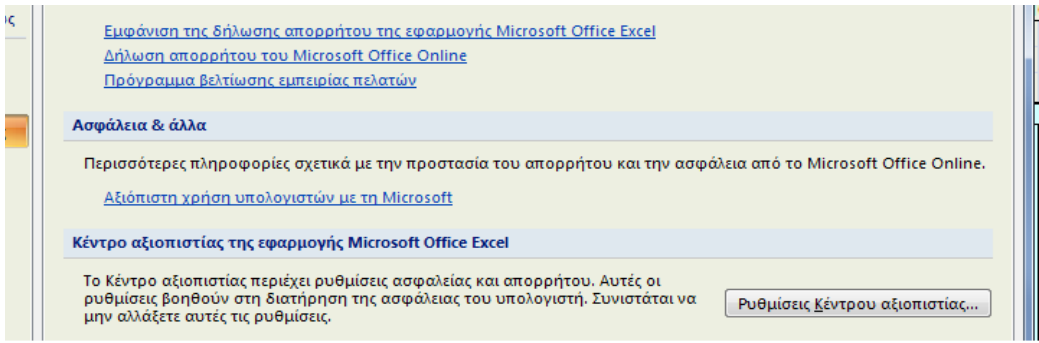 Εμφάνιση της δήλωσης απορρήτου της εφαρμογής Microsoft Office Excel
Δήλωση απορρήτου του Microsoft Office Online
Πρόγραμμα βελτίωσης εμπειρίας πελατών
Ασφάλεια & άλλα
Περισσότερες πληροφορίες σχετικά με την προστασία του απορρήτου και την ασφάλεια από το Microsoft Office Online.
Αξιόπιστη χρήση υπολογιστών με τη Microsoft
Κέντρο αξιοπιστίας της εφαρμογής Microsoft Office Excel
Το Κέντρο αξιοπιστίας περιέχει ρυθμίσεις ασφαλείας και απορρήτου. Αυτές οι
ρυθμίσεις βοηθούν στη διατήρηση της ασφάλειας του υπολογιστή. Συνιστάται να
μην αλλάξετε αυτές τις ρυθμίσεις.
Ρυθμίσεις Κέντρου αξιοπιστίας...